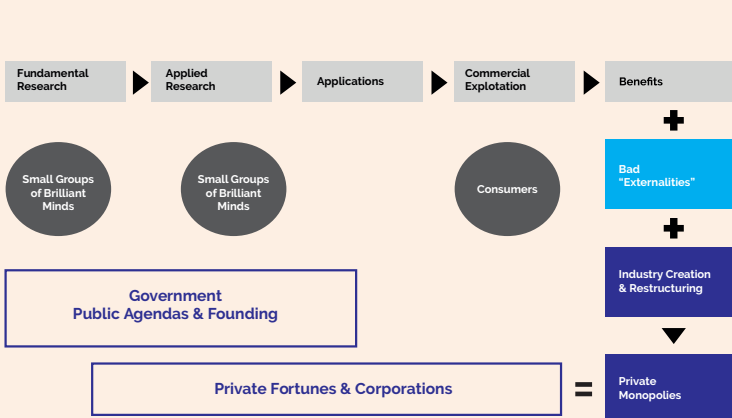 Fundamental
Research
Applied
Research
Applications
Commercial
Explotation
Benefits
Small Groups
of Brilliant
Minds
Small Groups
of Brilliant
Minds
Consumers
Bad
"Externalities"
Industry Creation
& Restructuring
Government
Public Agendas & Founding
Private Fortunes & Corporations
=
Private
Monopolies